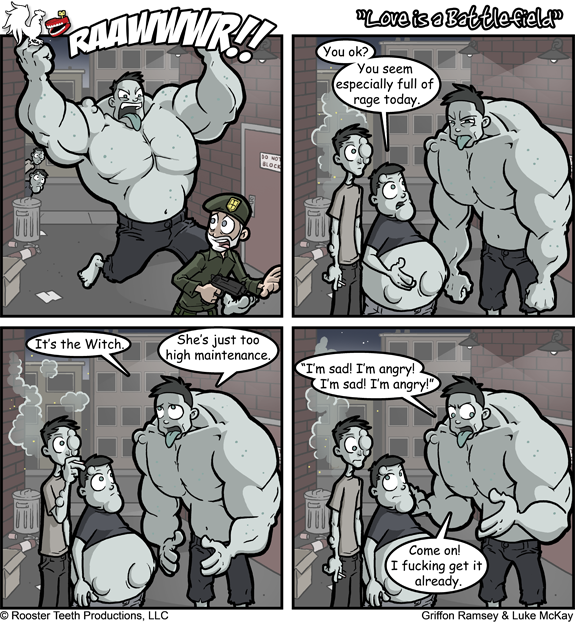 RAAWWWR!!
"Love is a Battlefield"
DO NOT
BLOCK
You ok?
You seem
especially full of
rage today.
It's the Witch.
She's just too
high maintenance.
"I'm sad! I'm angry!
I'm sad! I'm angry!"
Come on!
I fucking get it
already.
© Rooster Teeth Productions, LLC
Griffon Ramsey & Luke McKay